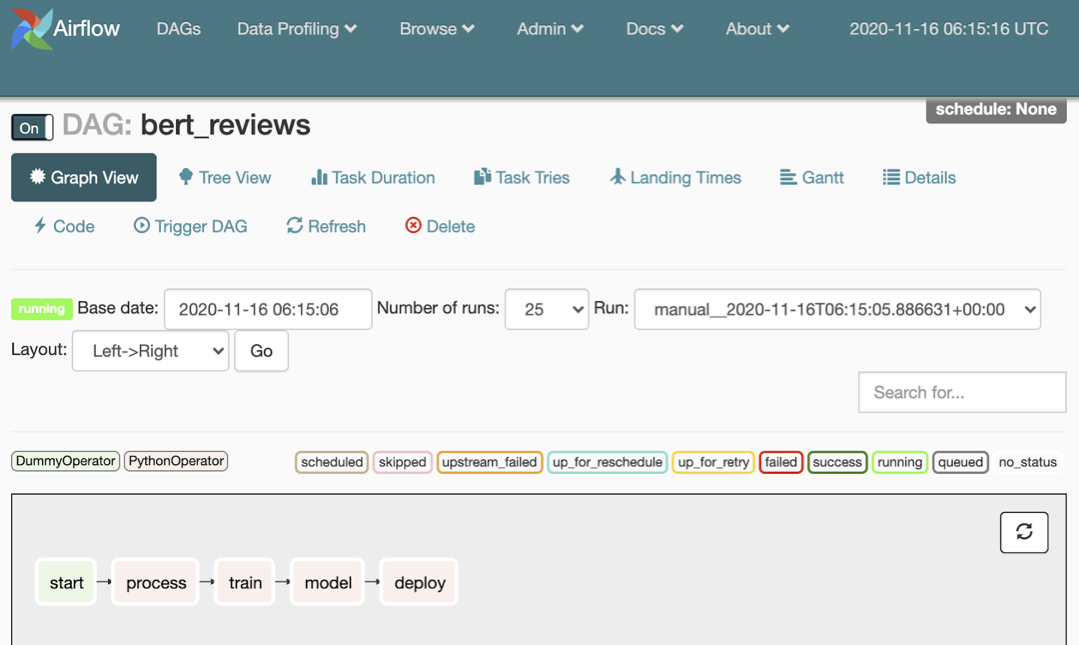 Airflow DAGs Data Profiling Browse Admin Docs About 2020-11-16 06:15:16 UTC
schedule: None
On DAG: bert_reviews
Graph View Tree View Task Duration Task Tries Landing Times Gantt Details
Code Trigger DAG Refresh Delete
running Base date: 2020-11-16 06:15:06 Number of runs: 25 Run: manual__2020-11-16T06:15:05.886631+00:00
Layout: Left->Right Go
Search for...
DummyOperator PythonOperator scheduled skipped upstream_failed up_for_reschedule up_for_retry failed success running queued no_status
start process train model deploy